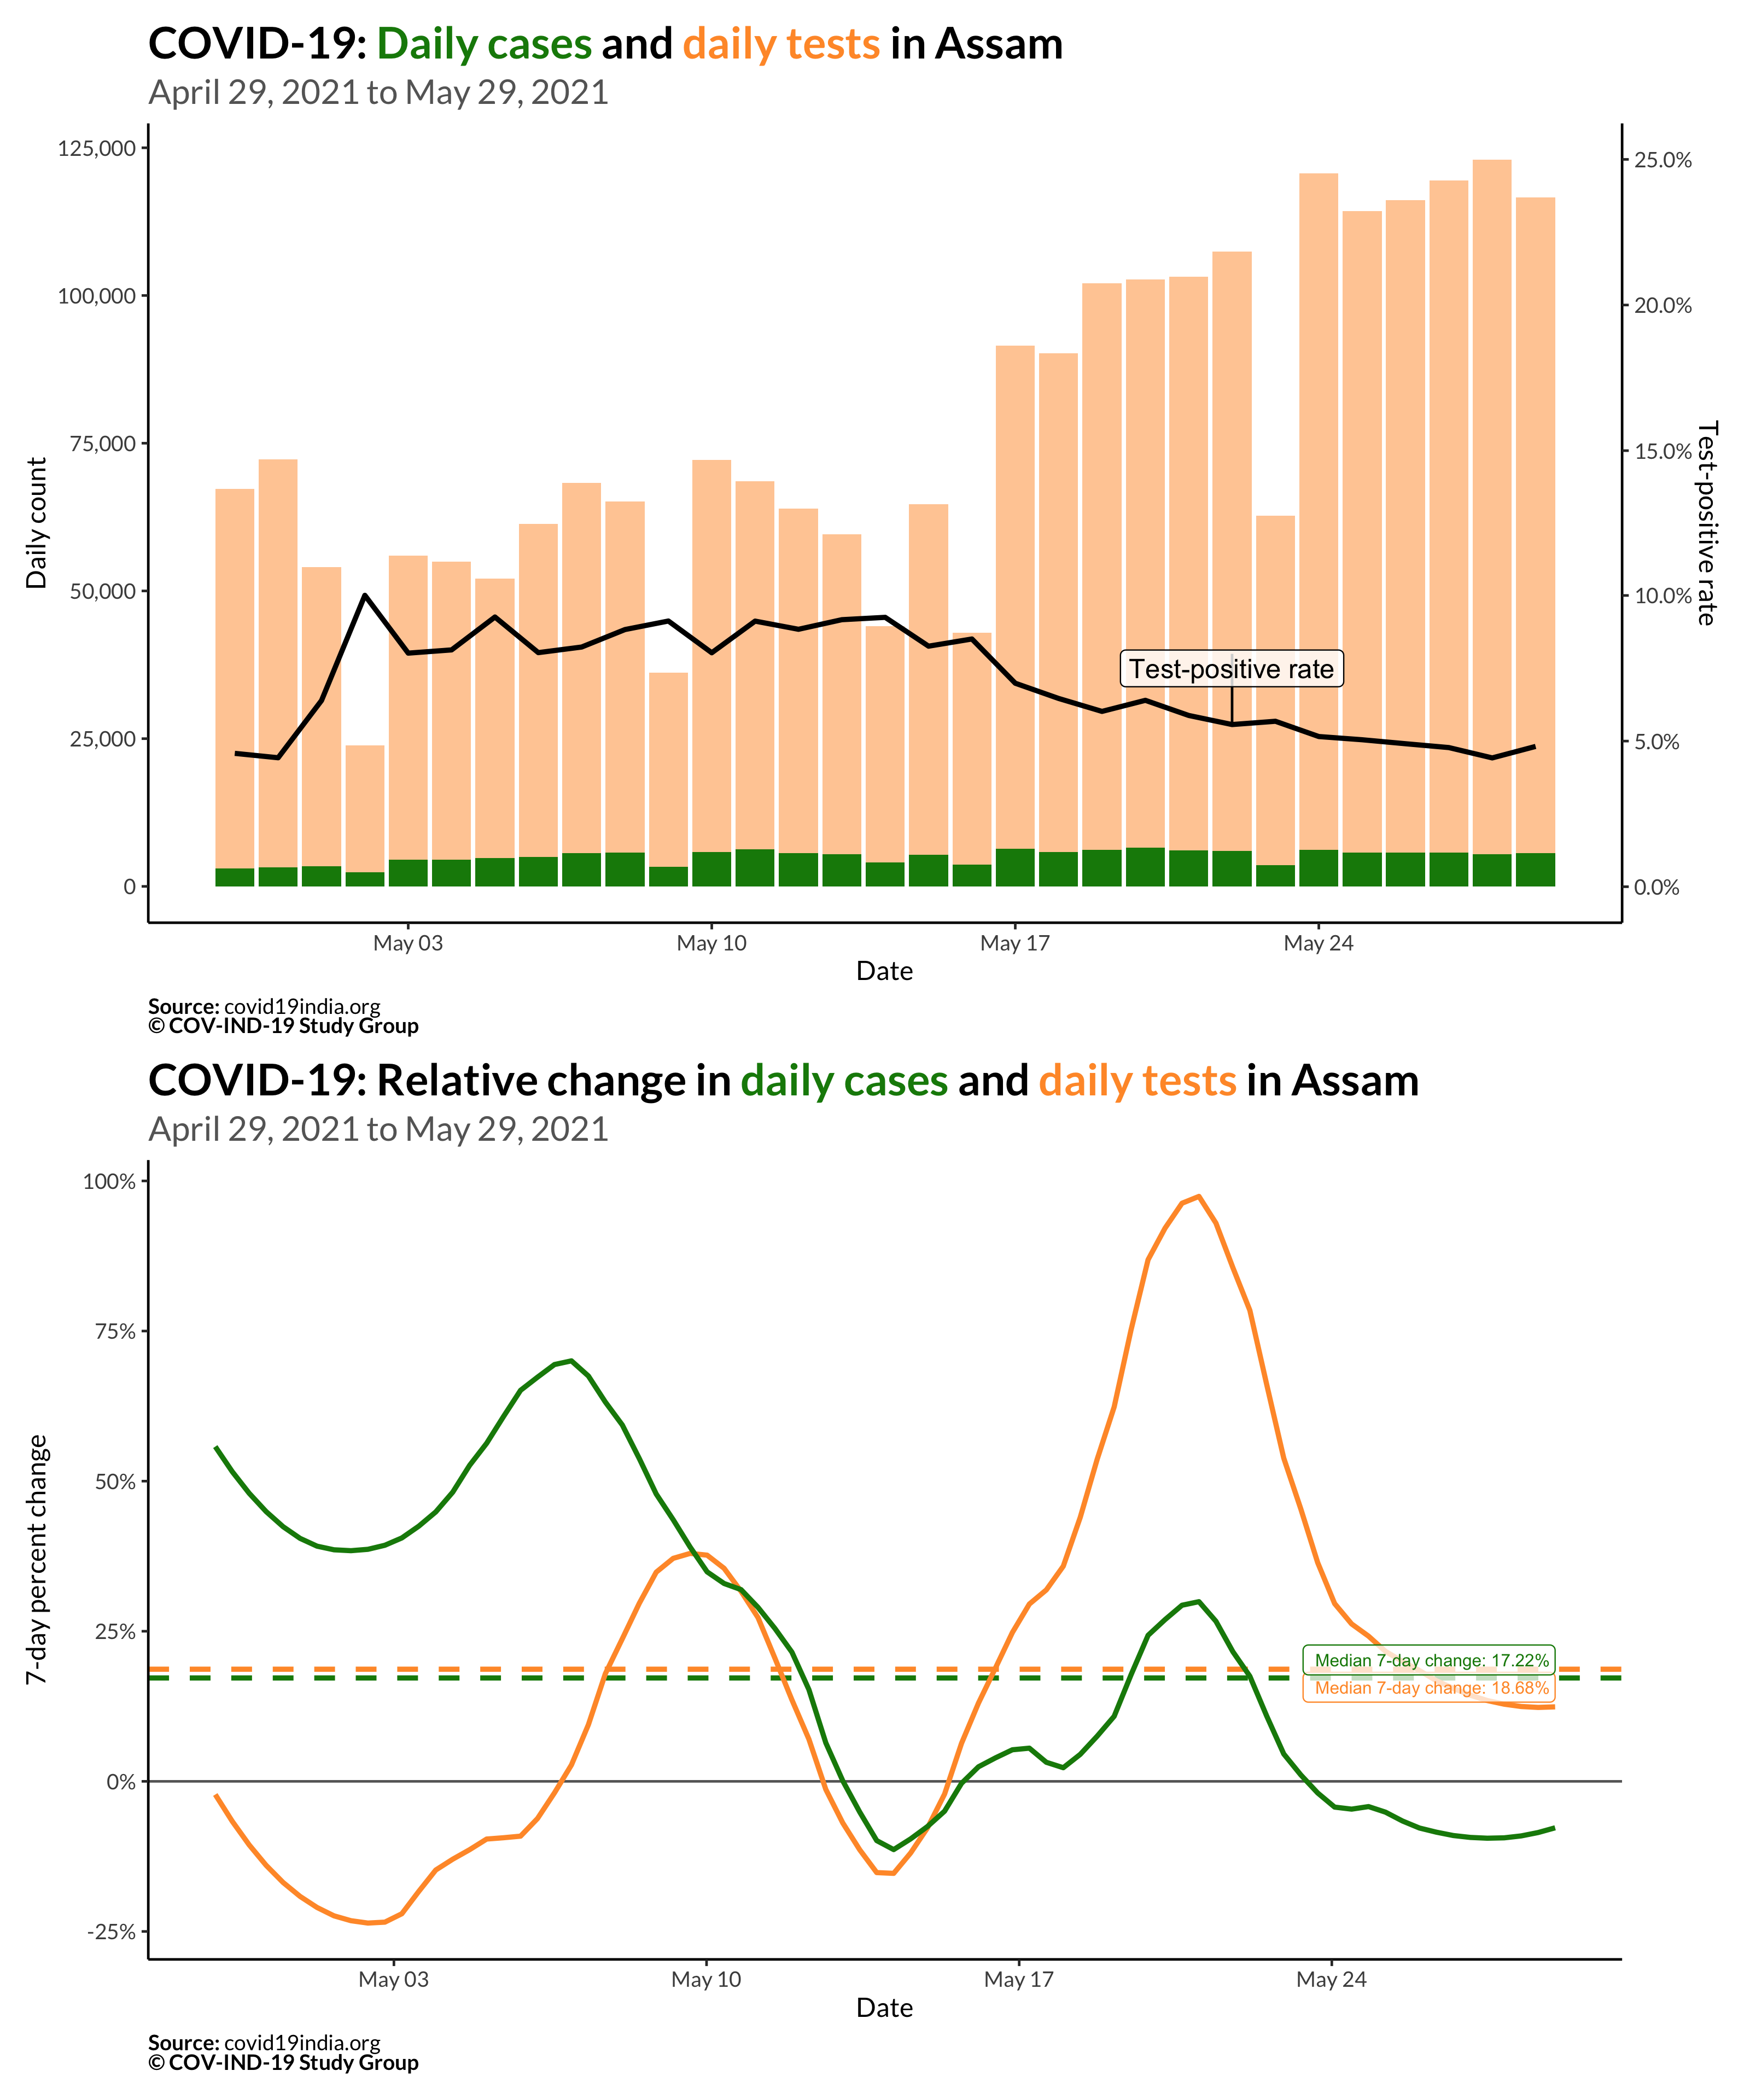 COVID-19: Daily cases and daily tests in Assam
April 29, 2021 to May 29, 2021
125,000
100,000
75,000
50,000
25,000
0
Daily count
25.0%
20.0%
15.0%
10.0%
5.0%
0.0%
Test-positive rate
Test-positive rate
May 03
May 10
May 17
May 24
Date
Source: covid19india.org
© COV-IND-19 Study Group
COVID-19: Relative change in daily cases and daily tests in Assam
April 29, 2021 to May 29, 2021
100%
75%
50%
25%
0%
-25%
7-day percent change
Median 7-day change: 17.22%
Median 7-day change: 18.68%
May 03
May 10
May 17
May 24
Date
Source: covid19india.org
© COV-IND-19 Study Group